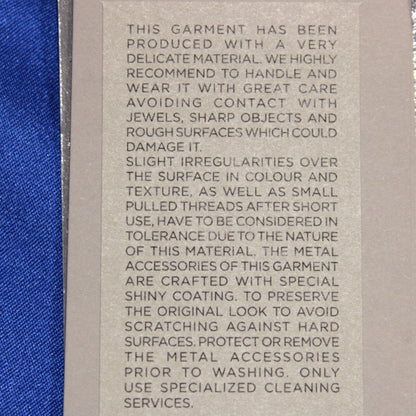 THIS GARMENT HAS BEEN
PRODUCED WITH A VERY
DELICATE MATERIAL. WE HIGHLY
RECOMMEND TO HANDLE AND
WEAR IT WITH GREAT CARE
AVOIDING CONTACT WITH
JEWELS, SHARP OBJECTS AND
ROUGH SURFACES WHICH COULD
DAMAGE IT.
SLIGHT IRREGULARITIES OVER
THE SURFACE IN COLOUR AND
TEXTURE, AS WELL AS SMALL
PULLED THREADS AFTER SHORT
USE, HAVE TO BE CONSIDERED IN
TOLERANCE DUE TO THE NATURE
OF THIS MATERIAL. THE METAL
ACCESSORIES OF THIS GARMENT
ARE CRAFTED WITH SPECIAL
SHINY COATING. TO PRESERVE
THE ORIGINAL LOOK TO AVOID
SCRATCHING AGAINST HARD
SURFACES. PROTECT OR REMOVE
THE METAL ACCESSORIES
PRIOR TO WASHING. ONLY
USE SPECIALIZED CLEANING
SERVICES.